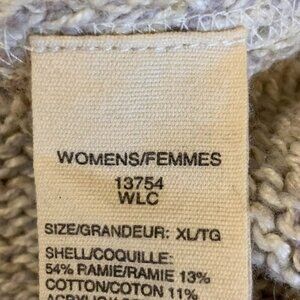 WOMENS/FEMMES
13754
WLC
SIZE/GRANDEUR: XL/TG
SHELL/COQUILLE:
54% RAMIE/RAMIE 13%
COTTON/COTON 11%